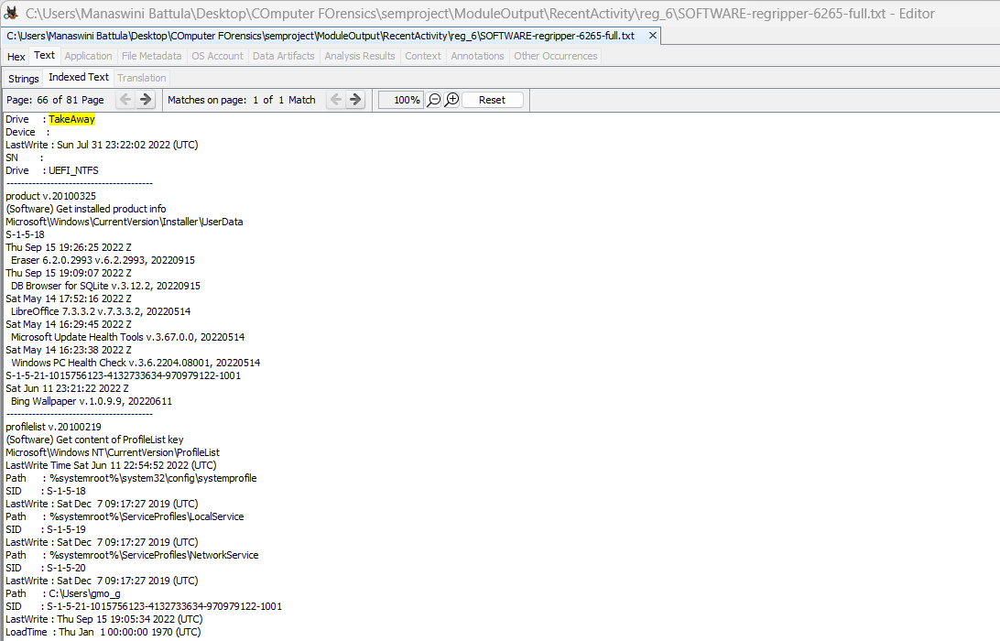 C:\Users\Manaswini Battula\Desktop\COmputer FOrensics\semproject\ModuleOutput\RecentActivity\reg_6\SOFTWARE-regripper-6265-full.txt - Editor
C:\Users\Manaswini Battula\Desktop\COmputer FOrensics\semproject\ModuleOutput\RecentActivity\reg_6\SOFTWARE-regripper-6265-full.txt ✕
Hex Text Application File Metadata OS Account Data Artifacts Analysis Results Context Annotations Other Occurrences
Strings Indexed Text Translation
Page: 66 of 81 Page Matches on page: 1 of 1 Match 100% Reset
Drive : TakeAway
Device :
LastWrite : Sun Jul 31 23:22:02 2022 (UTC)
SN :
Drive : UEFI_NTFS
----------------------------------------
product v.20100325
(Software) Get installed product info
Microsoft\Windows\CurrentVersion\Installer\UserData
S-1-5-18
Thu Sep 15 19:26:25 2022 Z
Eraser 6.2.0.2993 v.6.2.2993, 20220915
Thu Sep 15 19:09:07 2022 Z
DB Browser for SQLite v.3.12.2, 20220915
Sat May 14 17:52:16 2022 Z
LibreOffice 7.3.3.2 v.7.3.3.2, 20220514
Sat May 14 16:29:45 2022 Z
Microsoft Update Health Tools v.3.67.0.0, 20220514
Sat May 14 16:23:38 2022 Z
Windows PC Health Check v.3.6.2204.08001, 20220514
S-1-5-21-1015756123-4132733634-970979122-1001
Sat Jun 11 23:21:22 2022 Z
Bing Wallpaper v.1.0.9.9, 20220611
----------------------------------------
profilelist v.20100219
(Software) Get content of ProfileList key
Microsoft\Windows NT\CurrentVersion\ProfileList
LastWrite Time Sat Jun 11 22:54:52 2022 (UTC)
Path : %systemroot%\system32\config\systemprofile
SID : S-1-5-18
LastWrite : Sat Dec 7 09:17:27 2019 (UTC)
Path : %systemroot%\ServiceProfiles\LocalService
SID : S-1-5-19
LastWrite : Sat Dec 7 09:17:27 2019 (UTC)
Path : %systemroot%\ServiceProfiles\NetworkService
SID : S-1-5-20
LastWrite : Sat Dec 7 09:17:27 2019 (UTC)
Path : C:\Users\gmo_g
SID : S-1-5-21-1015756123-4132733634-970979122-1001
LastWrite : Thu Sep 15 19:05:34 2022 (UTC)
LoadTime : Thu Jan 1 00:00:00 1970 (UTC)